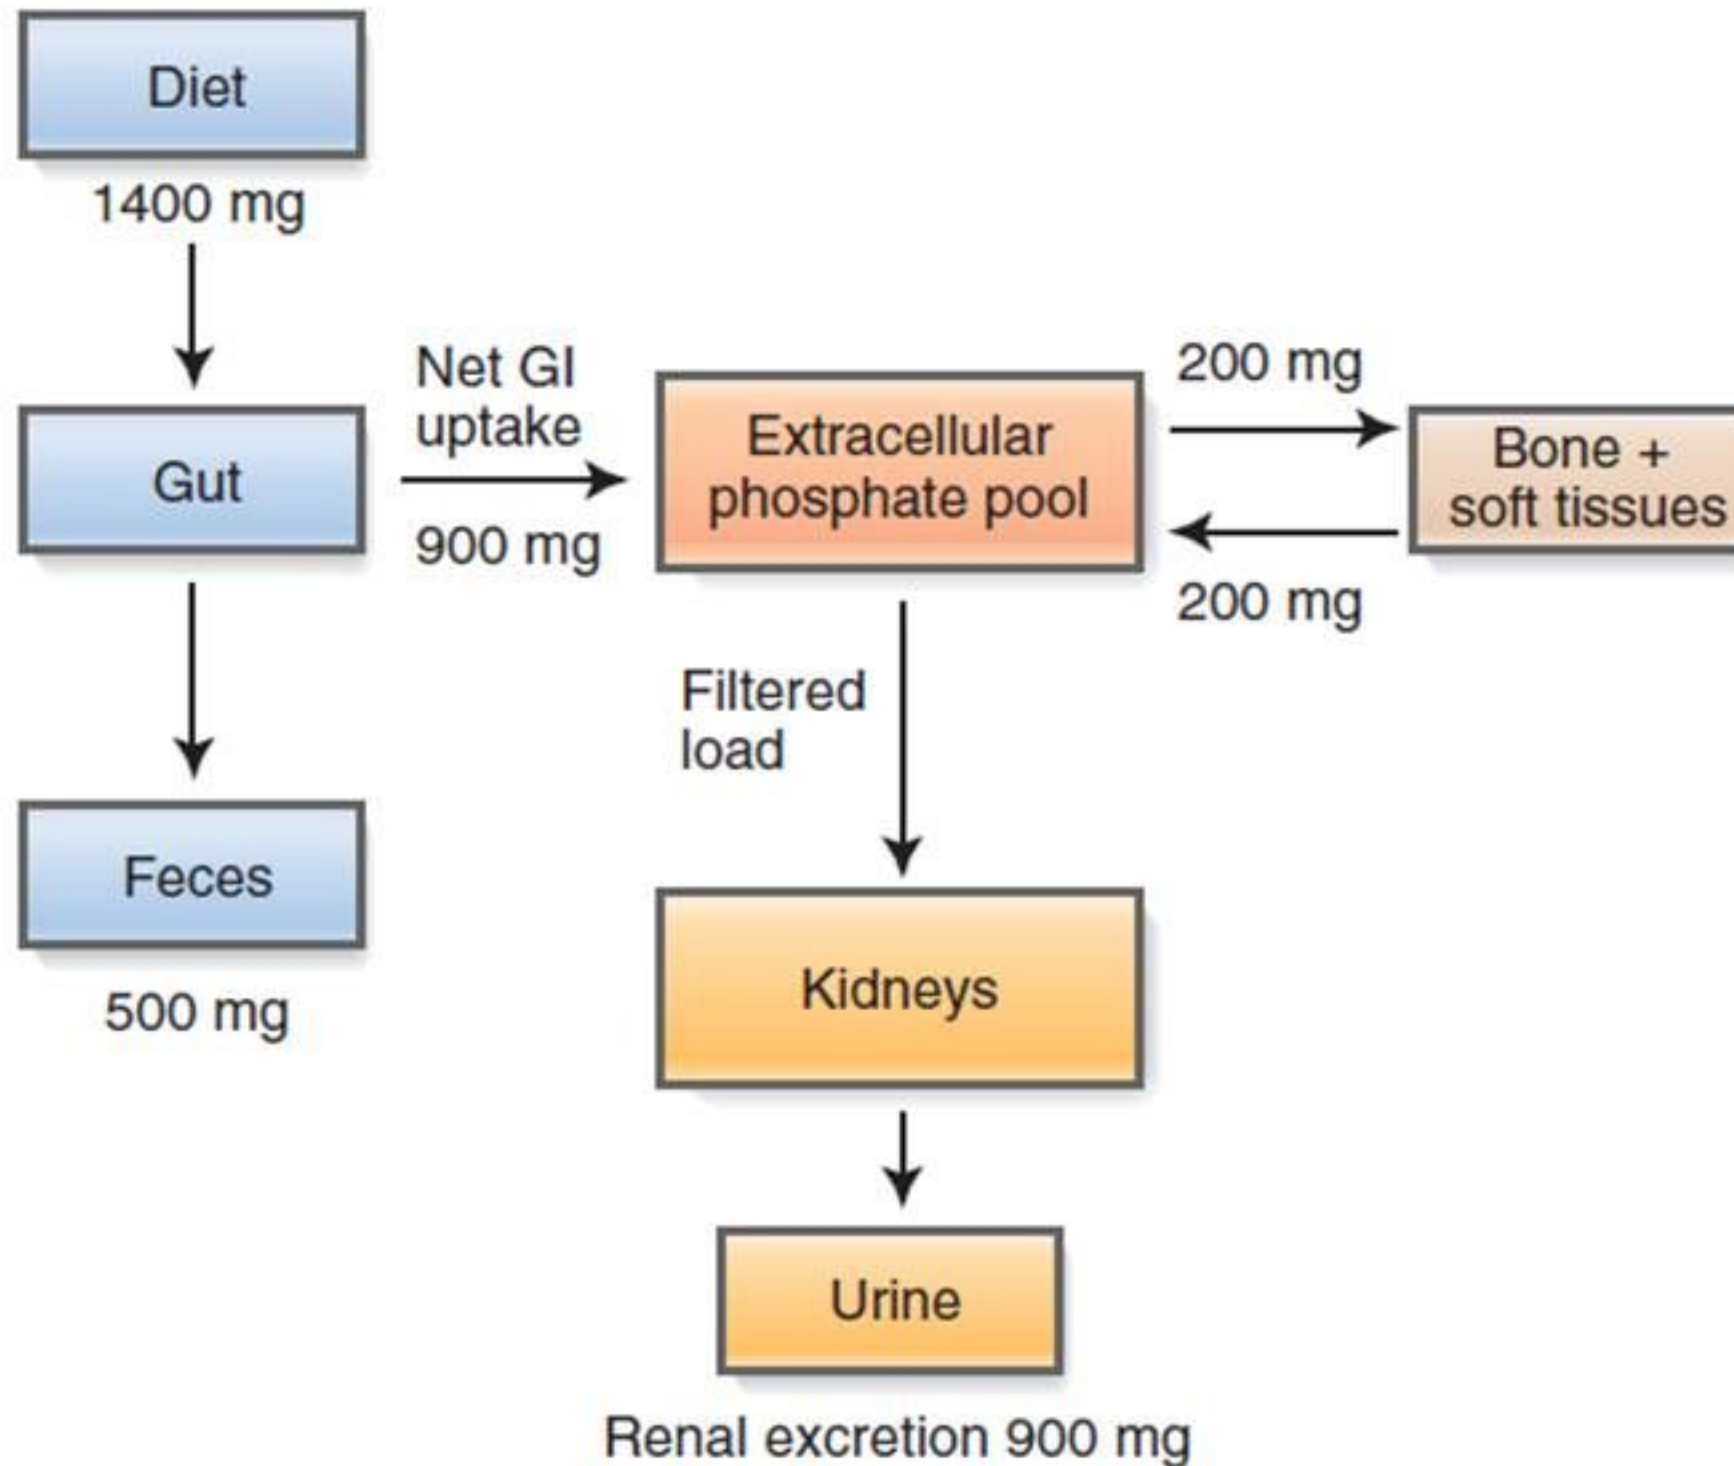 Diet
1400 mg
Net GI
uptake
900 mg
Gut
Extracellular
phosphate pool
200 mg
Bone +
soft tissues
200 mg
Filtered
load
Feces
500 mg
Kidneys
Urine
Renal excretion 900 mg